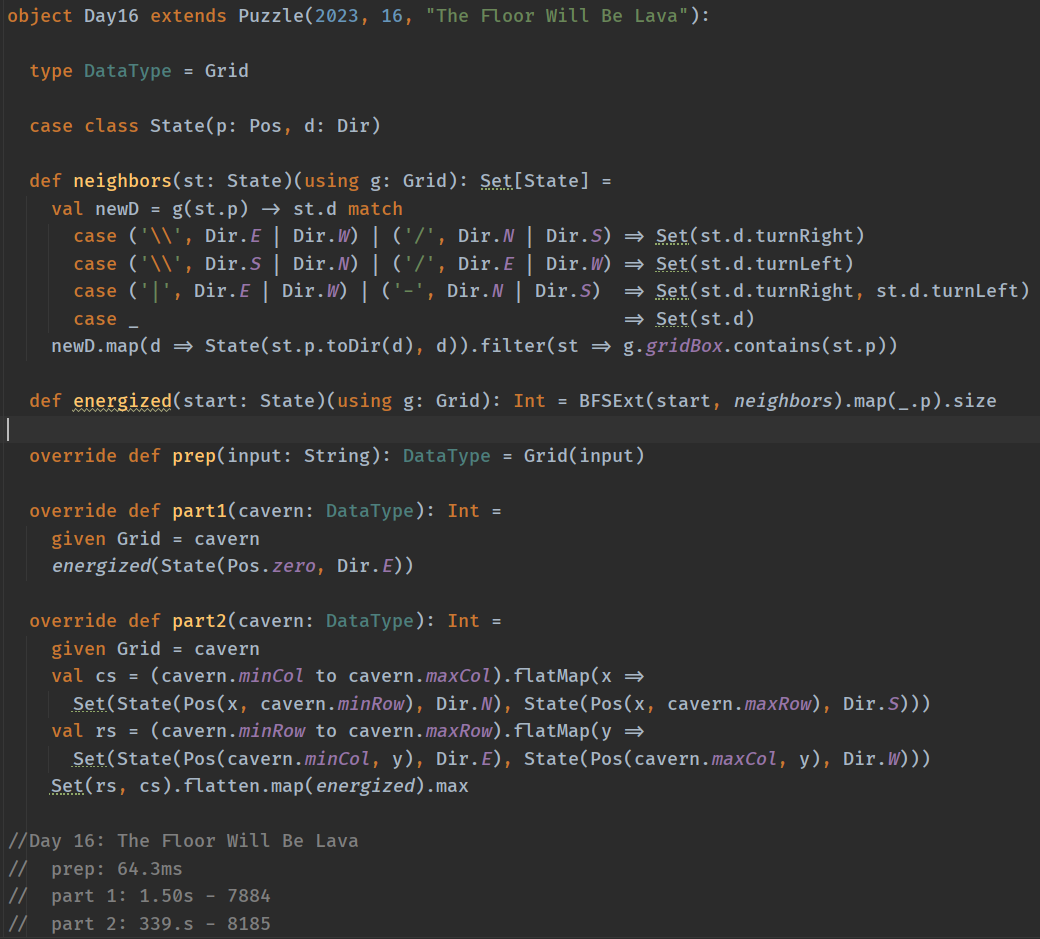 object Day16 extends Puzzle(2023, 16, "The Floor Will Be Lava"):
type DataType = Grid
case class State(p: Pos, d: Dir)
def neighbors(st: State)(using g: Grid): Set[State] =
val newD = g(st.p) -> st.d match
case ('\\', Dir.E | Dir.W) | ('/', Dir.N | Dir.S) => Set(st.d.turnRight)
case ('\\', Dir.S | Dir.N) | ('/', Dir.E | Dir.W) => Set(st.d.turnLeft)
case ('|', Dir.E | Dir.W) | ('-', Dir.N | Dir.S) => Set(st.d.turnRight, st.d.turnLeft)
case _ => Set(st.d)
newD.map(d => State(st.p.toDir(d), d)).filter(st => g.gridBox.contains(st.p))
def energized(start: State)(using g: Grid): Int = BFSExt(start, neighbors).map(_.p).size
override def prep(input: String): DataType = Grid(input)
override def part1(cavern: DataType): Int =
given Grid = cavern
energized(State(Pos.zero, Dir.E))
override def part2(cavern: DataType): Int =
given Grid = cavern
val cs = (cavern.minCol to cavern.maxCol).flatMap(x =>
Set(State(Pos(x, cavern.minRow), Dir.N), State(Pos(x, cavern.maxRow), Dir.S)))
val rs = (cavern.minRow to cavern.maxRow).flatMap(y =>
Set(State(Pos(cavern.minCol, y), Dir.E), State(Pos(cavern.maxCol, y), Dir.W)))
Set(rs, cs).flatten.map(energized).max
//Day 16: The Floor Will Be Lava
// prep: 64.3ms
// part 1: 1.50s - 7884
// part 2: 339.s - 8185